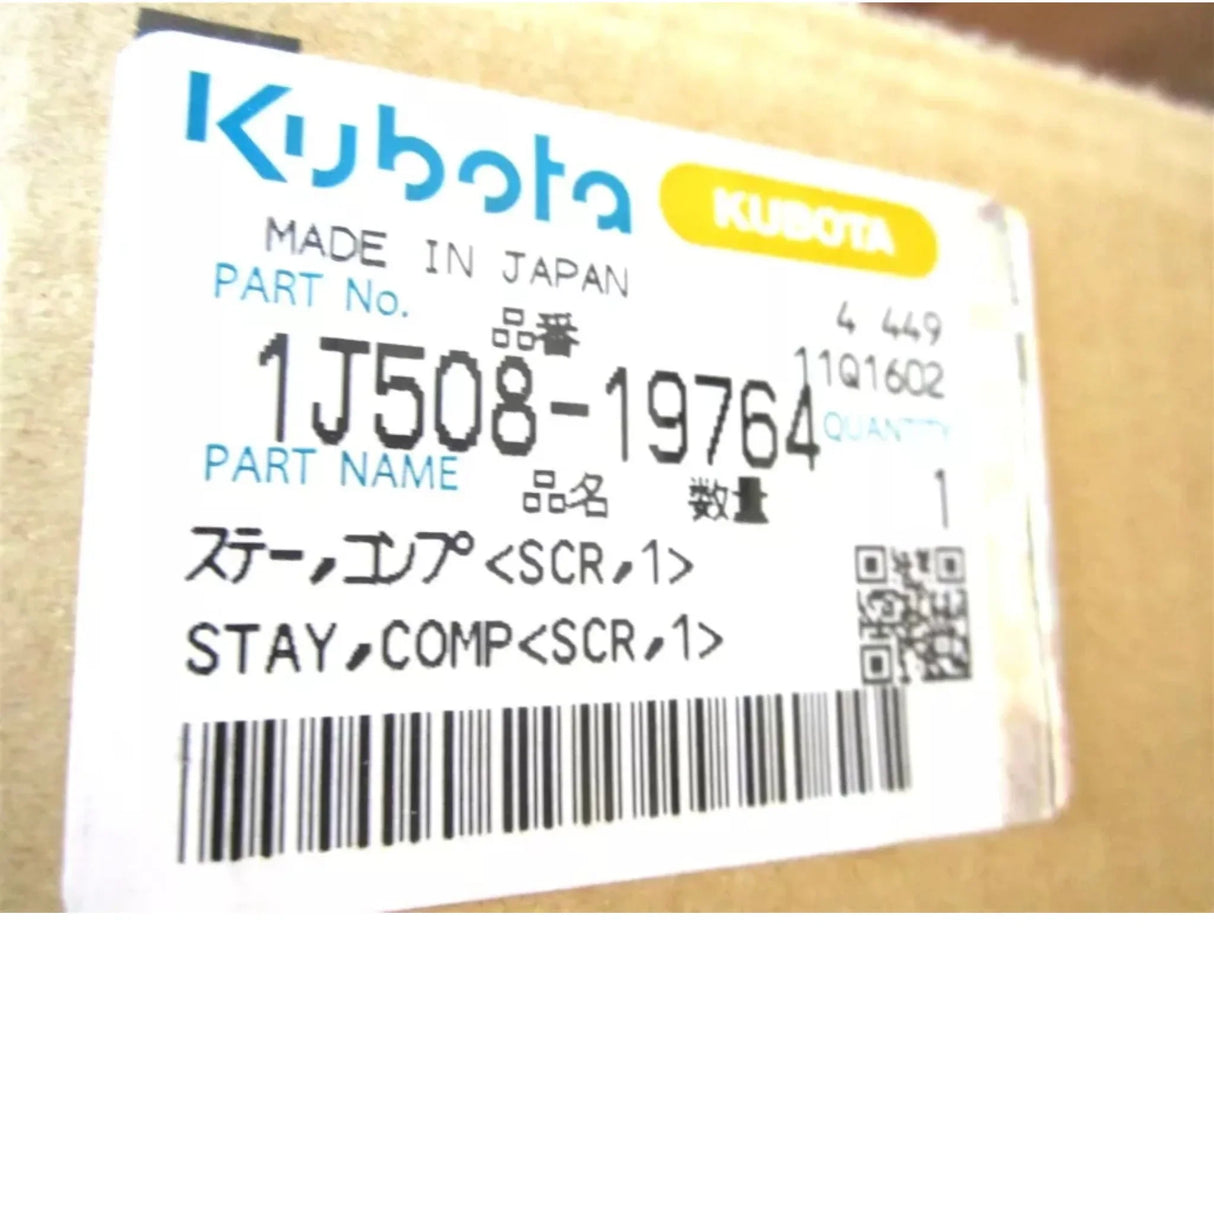 Kubota KUBOTA
MADE IN JAPAN
PART No. 品番
4 449
11Q1602
1J508-19764
QUANTITY
PART NAME 品名 数量 1
ステー,コンプ<SCR,1>
STAY,COMP<SCR,1>